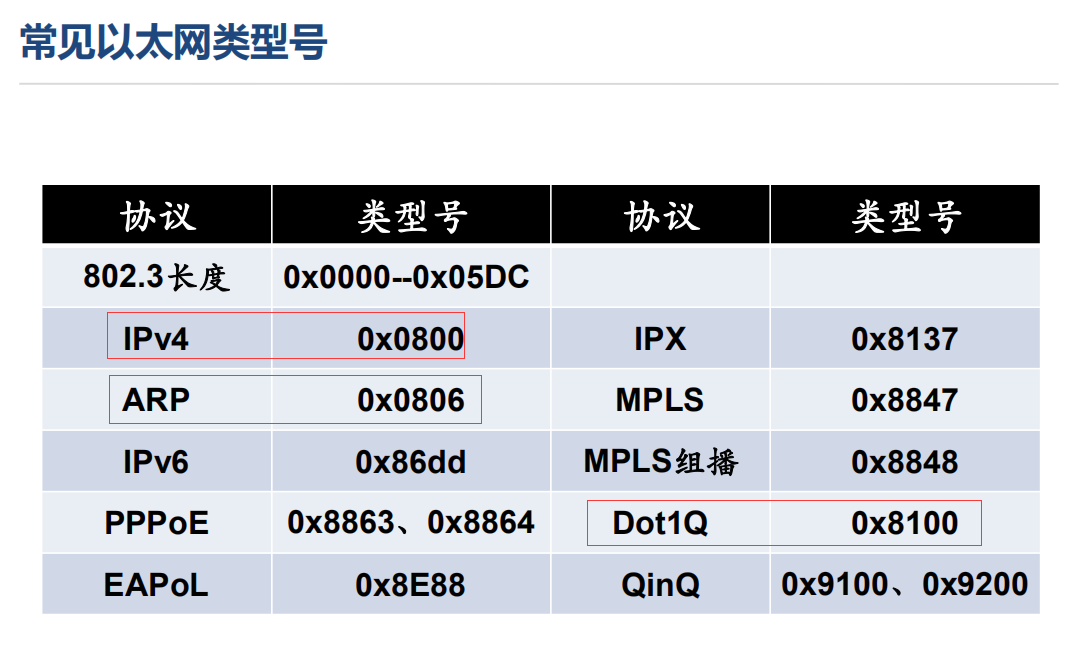 常见以太网类型号
协议 类型号 协议 类型号
802.3长度 0x0000--0x05DC
IPv4 0x0800 IPX 0x8137
ARP 0x0806 MPLS 0x8847
IPv6 0x86dd MPLS组播 0x8848
PPPoE 0x8863、0x8864 Dot1Q 0x8100
EAPoL 0x8E88 QinQ 0x9100、0x9200